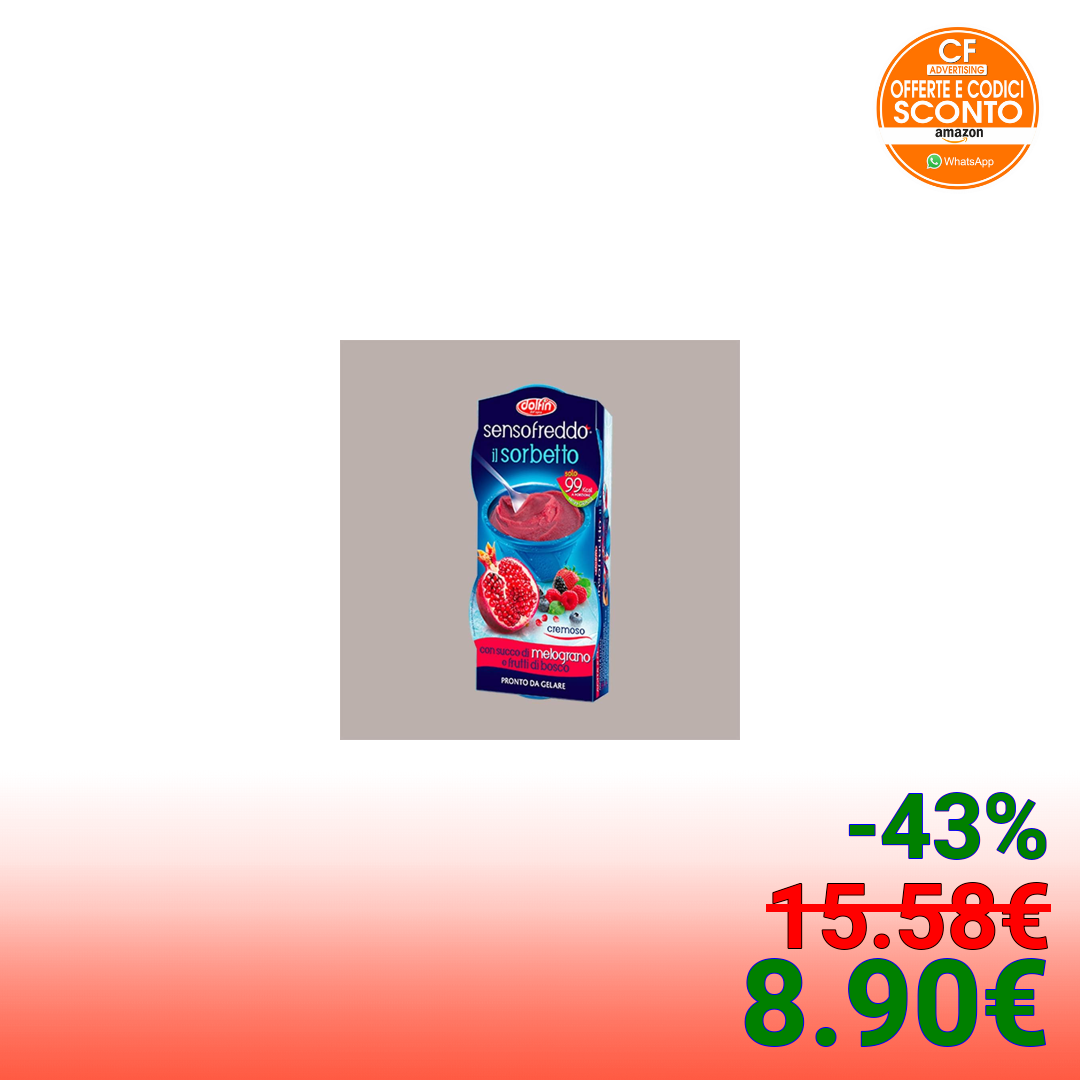 CF
ADVERTISING
OFFERTE E CODICI
SCONTO
amazon
WhatsApp
dolfin
sensofreddo
il sorbetto
solo
99 Kcal
cremoso
con succo di melograno
e frutti di bosco
PRONTO DA GELARE
-43%
15.58€
8.90€